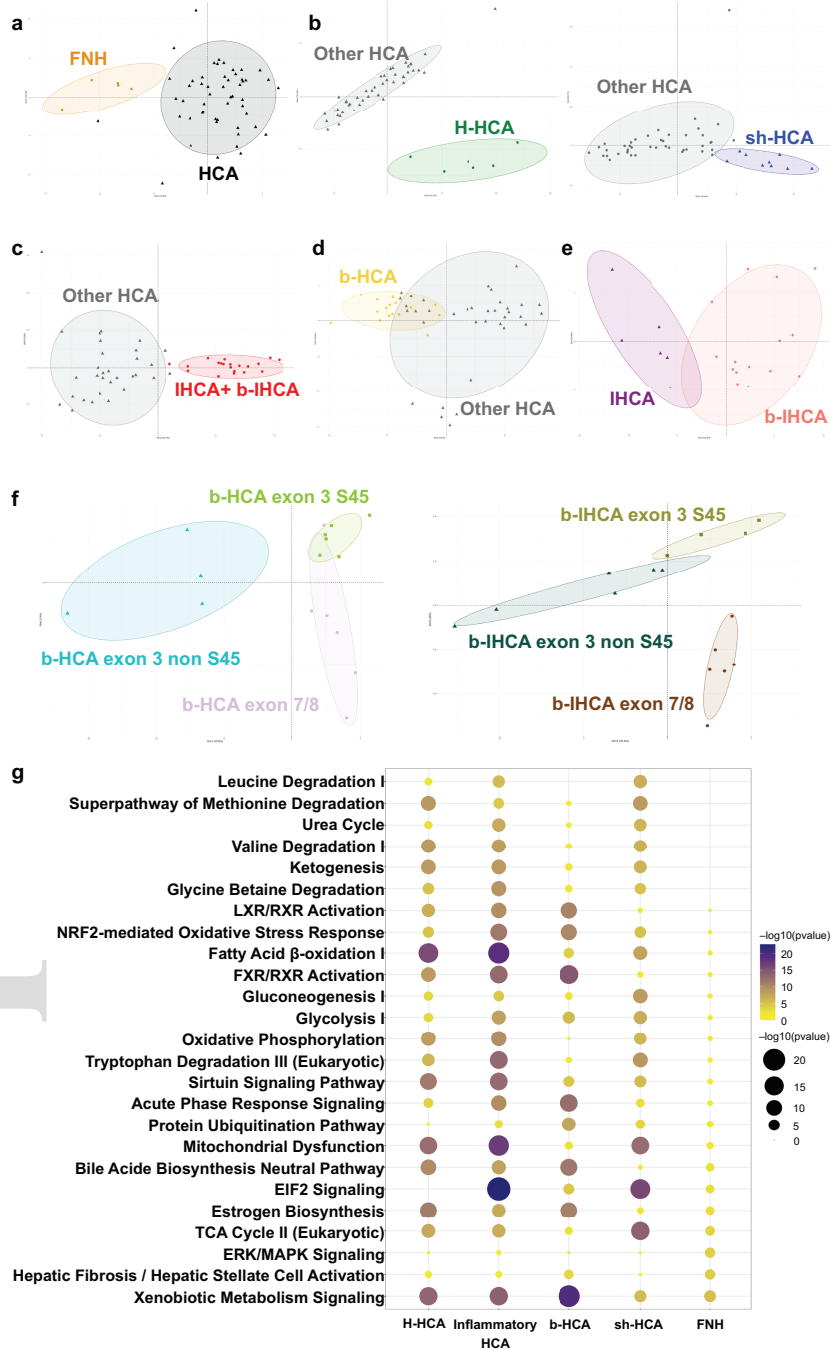 a
FNH
HCA
b
Other HCA
H-HCA
Other HCA
sh-HCA
c
Other HCA
IHCA+ b-IHCA
d
b-HCA
Other HCA
e
IHCA
b-IHCA
f
b-HCA exon 3 S45
b-HCA exon 3 non S45
b-HCA exon 7/8
b-IHCA exon 3 S45
b-IHCA exon 3 non S45
b-IHCA exon 7/8
g
Leucine Degradation I
Superpathway of Methionine Degradation
Urea Cycle
Valine Degradation I
Ketogenesis
Glycine Betaine Degradation
LXR/RXR Activation
NRF2-mediated Oxidative Stress Response
Fatty Acid β-oxidation I
FXR/RXR Activation
Gluconeogenesis I
Glycolysis I
Oxidative Phosphorylation
Tryptophan Degradation III (Eukaryotic)
Sirtuin Signaling Pathway
Acute Phase Response Signaling
Protein Ubiquitination Pathway
Mitochondrial Dysfunction
Bile Acide Biosynthesis Neutral Pathway
EIF2 Signaling
Estrogen Biosynthesis
TCA Cycle II (Eukaryotic)
ERK/MAPK Signaling
Hepatic Fibrosis / Hepatic Stellate Cell Activation
Xenobiotic Metabolism Signaling
H-HCA
Inflammatory
HCA
b-HCA
sh-HCA
FNH
−log10(pvalue)
20
15
10
5
0
−log10(pvalue)
20
15
10
5
0